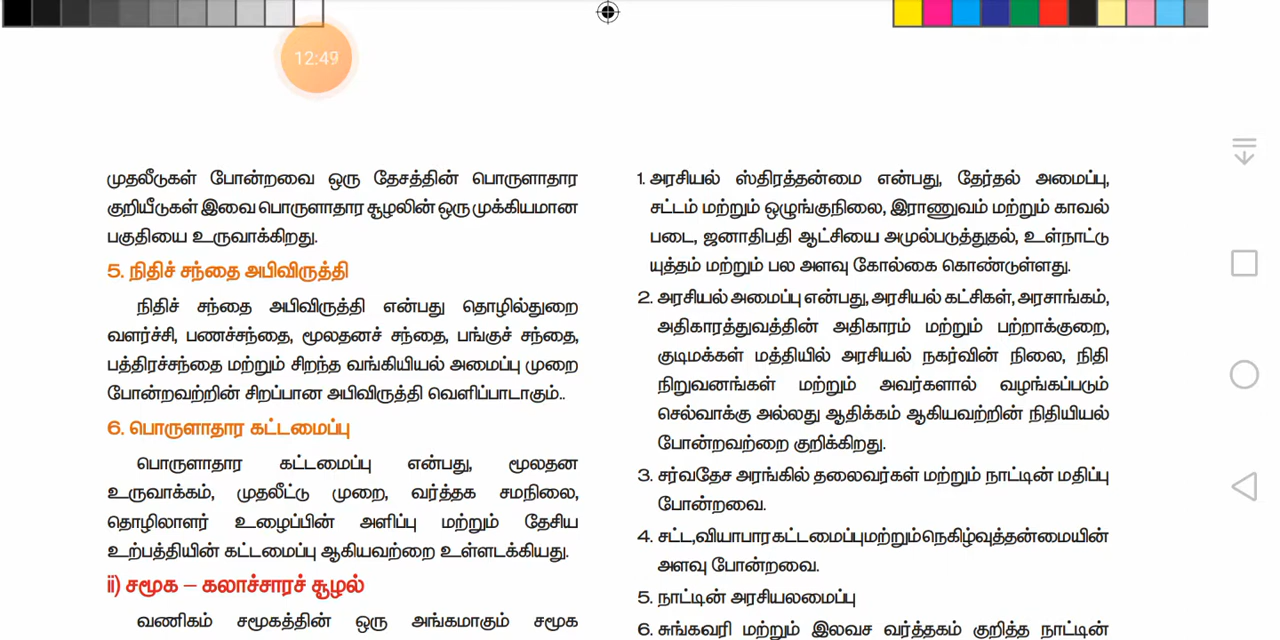 12:49
முதலீடுகள் போன்றவை ஒரு தேசத்தின் பொருளாதார
குறியீடுகள் இவை பொருளாதார சூழலின் ஒரு முக்கியமான
பகுதியை உருவாக்கிறது.
5. நிதிச் சந்தை அபிவிருத்தி
நிதிச் சந்தை அபிவிருத்தி என்பது தொழில்துறை
வளர்ச்சி, பணச்சந்தை, மூலதனச் சந்தை, பங்குச் சந்தை,
பத்திரச்சந்தை மற்றும் சிறந்த வங்கியியல் அமைப்பு முறை
போன்றவற்றின் சிறப்பான அபிவிருத்தி வெளிப்பாடாகும்..
6. பொருளாதார கட்டமைப்பு
பொருளாதார கட்டமைப்பு என்பது, மூலதன
உருவாக்கம், முதலீட்டு முறை, வர்த்தக சமநிலை,
தொழிலாளர் உழைப்பின் அளிப்பு மற்றும் தேசிய
உற்பத்தியின் கட்டமைப்பு ஆகியவற்றை உள்ளடக்கியது.
ii) சமூக – கலாச்சாரச் சூழல்
வணிகம் சமூகத்தின் ஒரு அங்கமாகும் சமூக
1. அரசியல் ஸ்திரத்தன்மை என்பது, தேர்தல் அமைப்பு,
சட்டம் மற்றும் ஒழுங்குநிலை, இராணுவம் மற்றும் காவல்
படை, ஜனாதிபதி ஆட்சியை அமுல்படுத்துதல், உள்நாட்டு
யுத்தம் மற்றும் பல அளவு கோல்கை கொண்டுள்ளது.
2. அரசியல் அமைப்பு என்பது, அரசியல் கட்சிகள், அரசாங்கம்,
அதிகாரத்துவத்தின் அதிகாரம் மற்றும் பற்றாக்குறை,
குடிமக்கள் மத்தியில் அரசியல் நகர்வின் நிலை, நிதி
நிறுவனங்கள் மற்றும் அவர்களால் வழங்கப்படும்
செல்வாக்கு அல்லது ஆதிக்கம் ஆகியவற்றின் நிதியியல்
போன்றவற்றை குறிக்கிறது.
3. சர்வதேச அரங்கில் தலைவர்கள் மற்றும் நாட்டின் மதிப்பு
போன்றவை.
4. சட்ட, வியாபார கட்டமைப்பு மற்றும் நெகிழ்வுத்தன்மையின்
அளவு போன்றவை.
5. நாட்டின் அரசியலமைப்பு
6. சுங்கவரி மற்றும் இலவச வர்த்தகம் குறித்த நாட்டின்